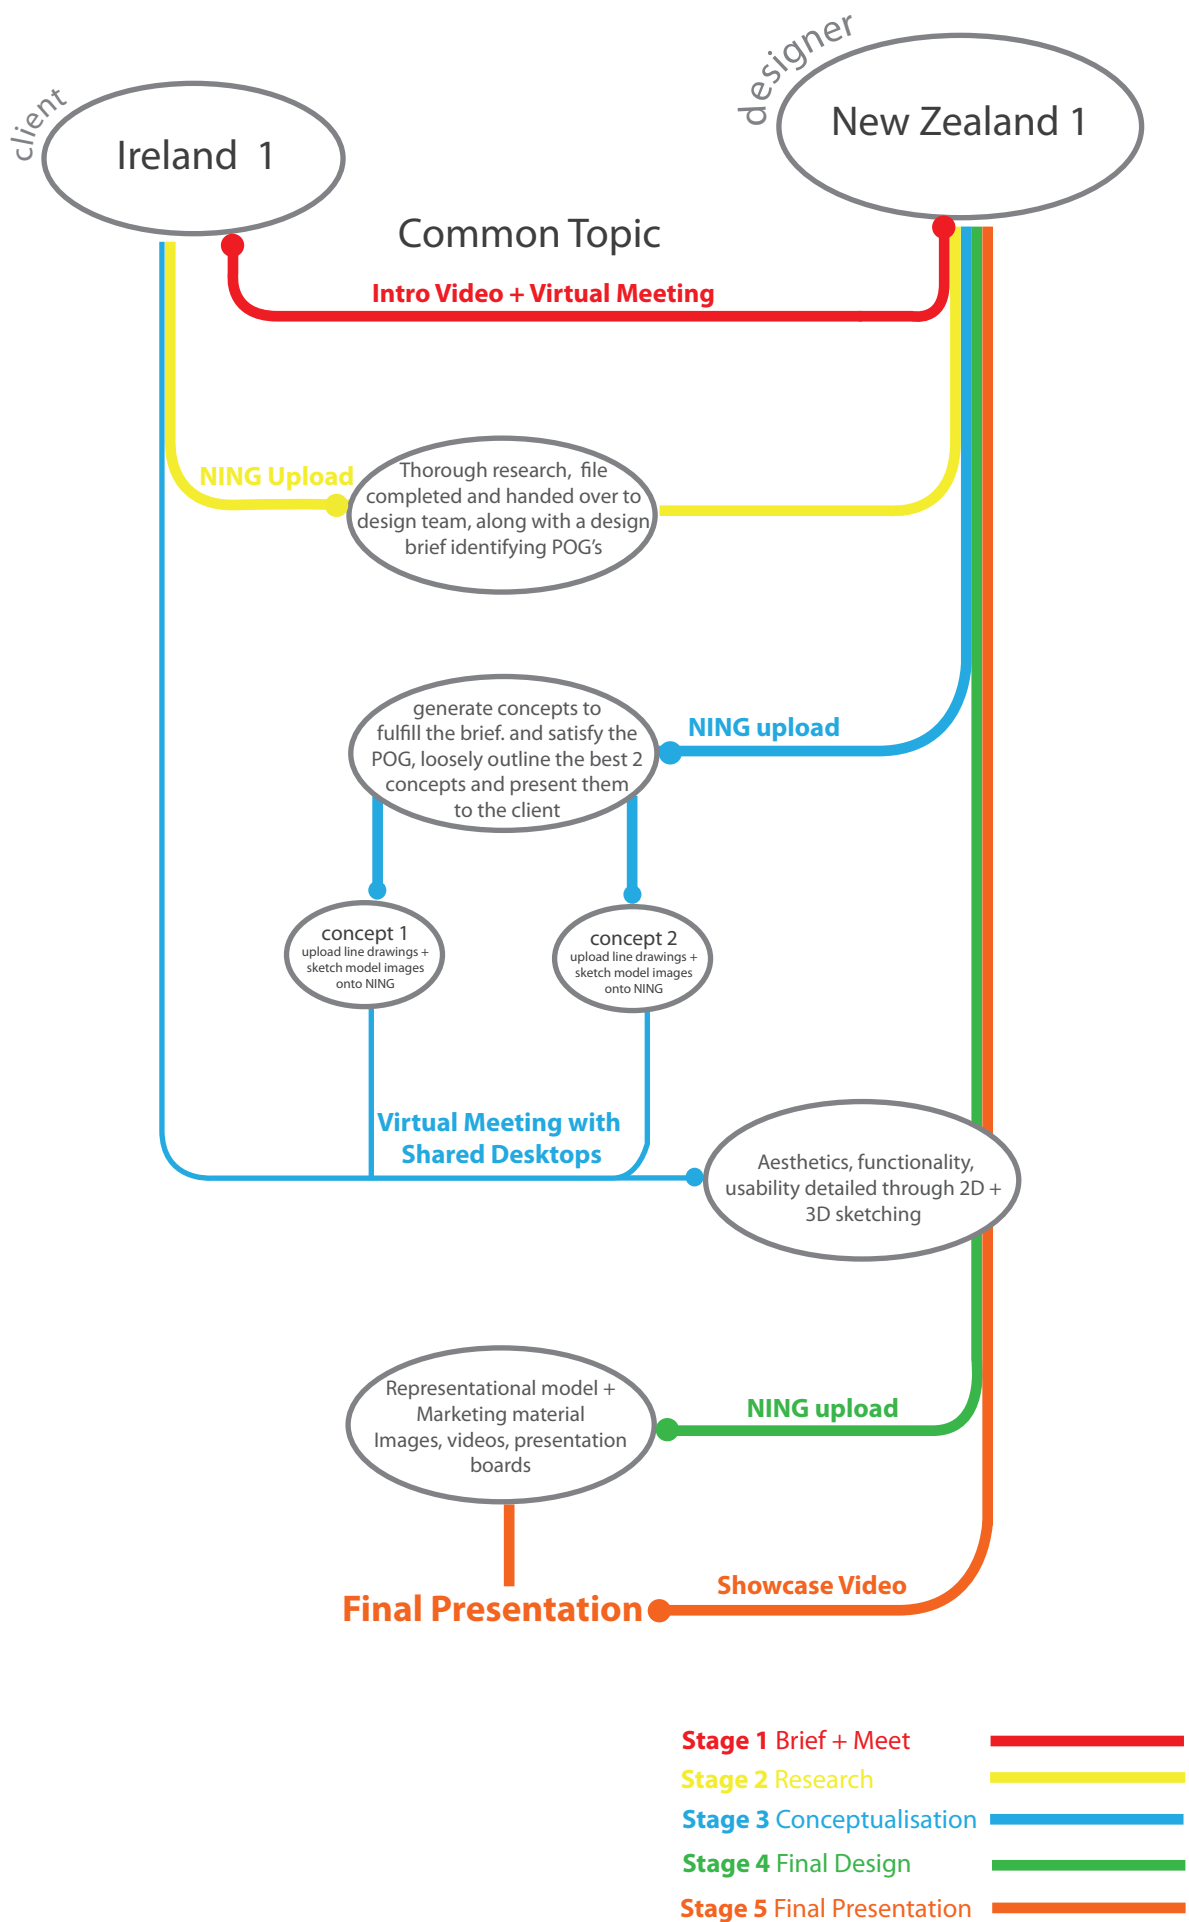 client
designer
Ireland 1
New Zealand 1
Common Topic
Intro Video + Virtual Meeting
NING Upload
Thorough research, file
completed and handed over to
design team, along with a design
brief identifying POG's
generate concepts to
fulfill the brief. and satisfy the
POG, loosely outline the best 2
concepts and present them
to the client
NING upload
concept 1
upload line drawings +
sketch model images
onto NING
concept 2
upload line drawings +
sketch model images
onto NING
Virtual Meeting with
Shared Desktops
Aesthetics, functionality,
usability detailed through 2D +
3D sketching
Representational model +
Marketing material
Images, videos, presentation
boards
NING upload
Showcase Video
Final Presentation
Stage 1 Brief + Meet
Stage 2 Research
Stage 3 Conceptualisation
Stage 4 Final Design
Stage 5 Final Presentation